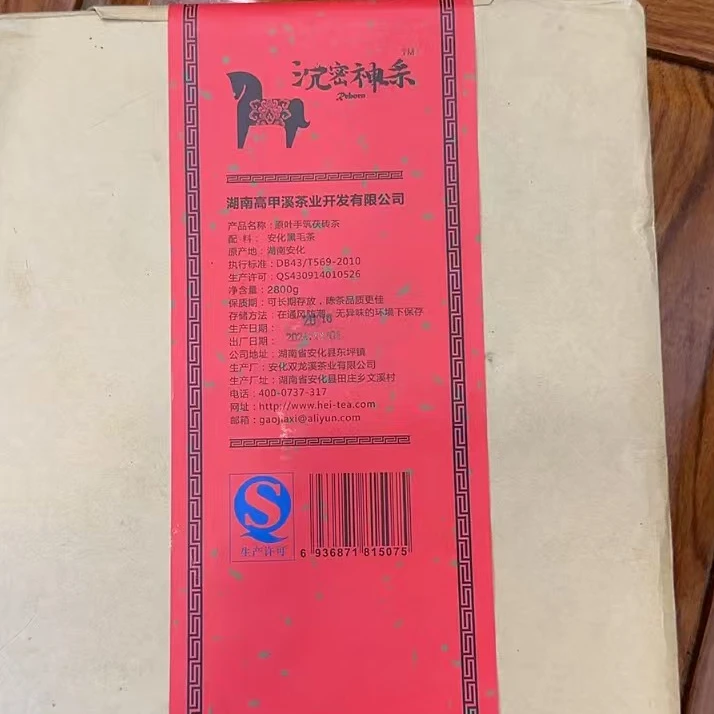 沉密神采
TM
Reborn
湖南高甲溪茶业开发有限公司
产品名称：原叶手筑茯砖茶
配 料： 安化黑毛茶
原产地：湖南安化
执行标准：DB43/T569-2010
生产许可：QS430914010526
净含量：2800g
保质期：可长期存放，陈茶品质更佳
存储方法：在通风防潮，无异味的环境下保存
生产日期：
出厂日期：
公司地址：湖南省安化县东坪镇
生产厂：安化双龙溪茶业有限公司
生产厂址：湖南省安化县田庄乡文溪村
电话：400-0737-317
网址：http://www.hei-tea.com
邮箱：gaojiaxi@aliyun.com
生产许可
6 936871 815075